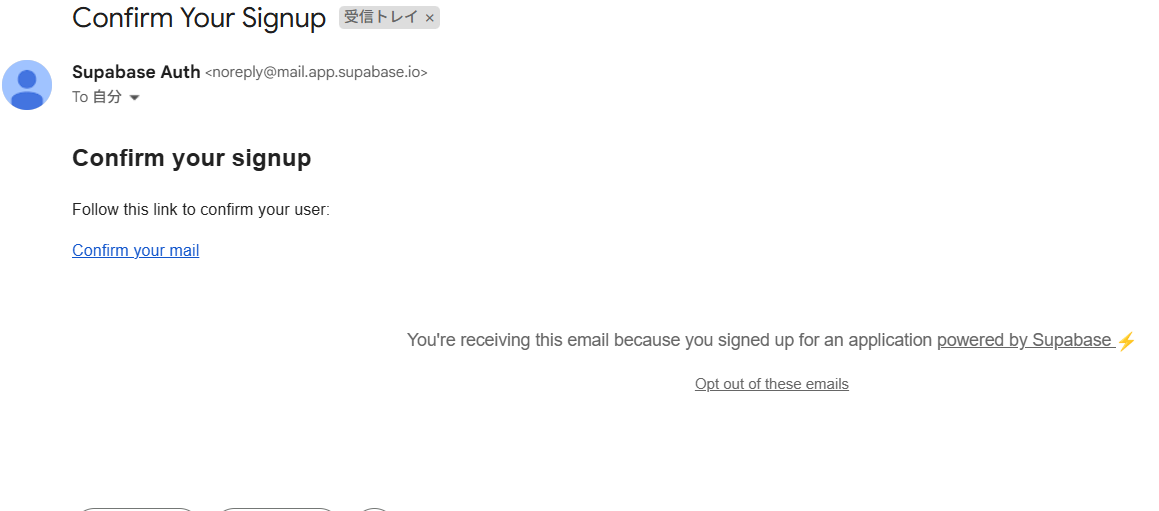 Confirm Your Signup 受信トレイ ×
Supabase Auth <noreply@mail.app.supabase.io>
To 自分
Confirm your signup
Follow this link to confirm your user:
Confirm your mail
You're receiving this email because you signed up for an application powered by Supabase ⚡
Opt out of these emails